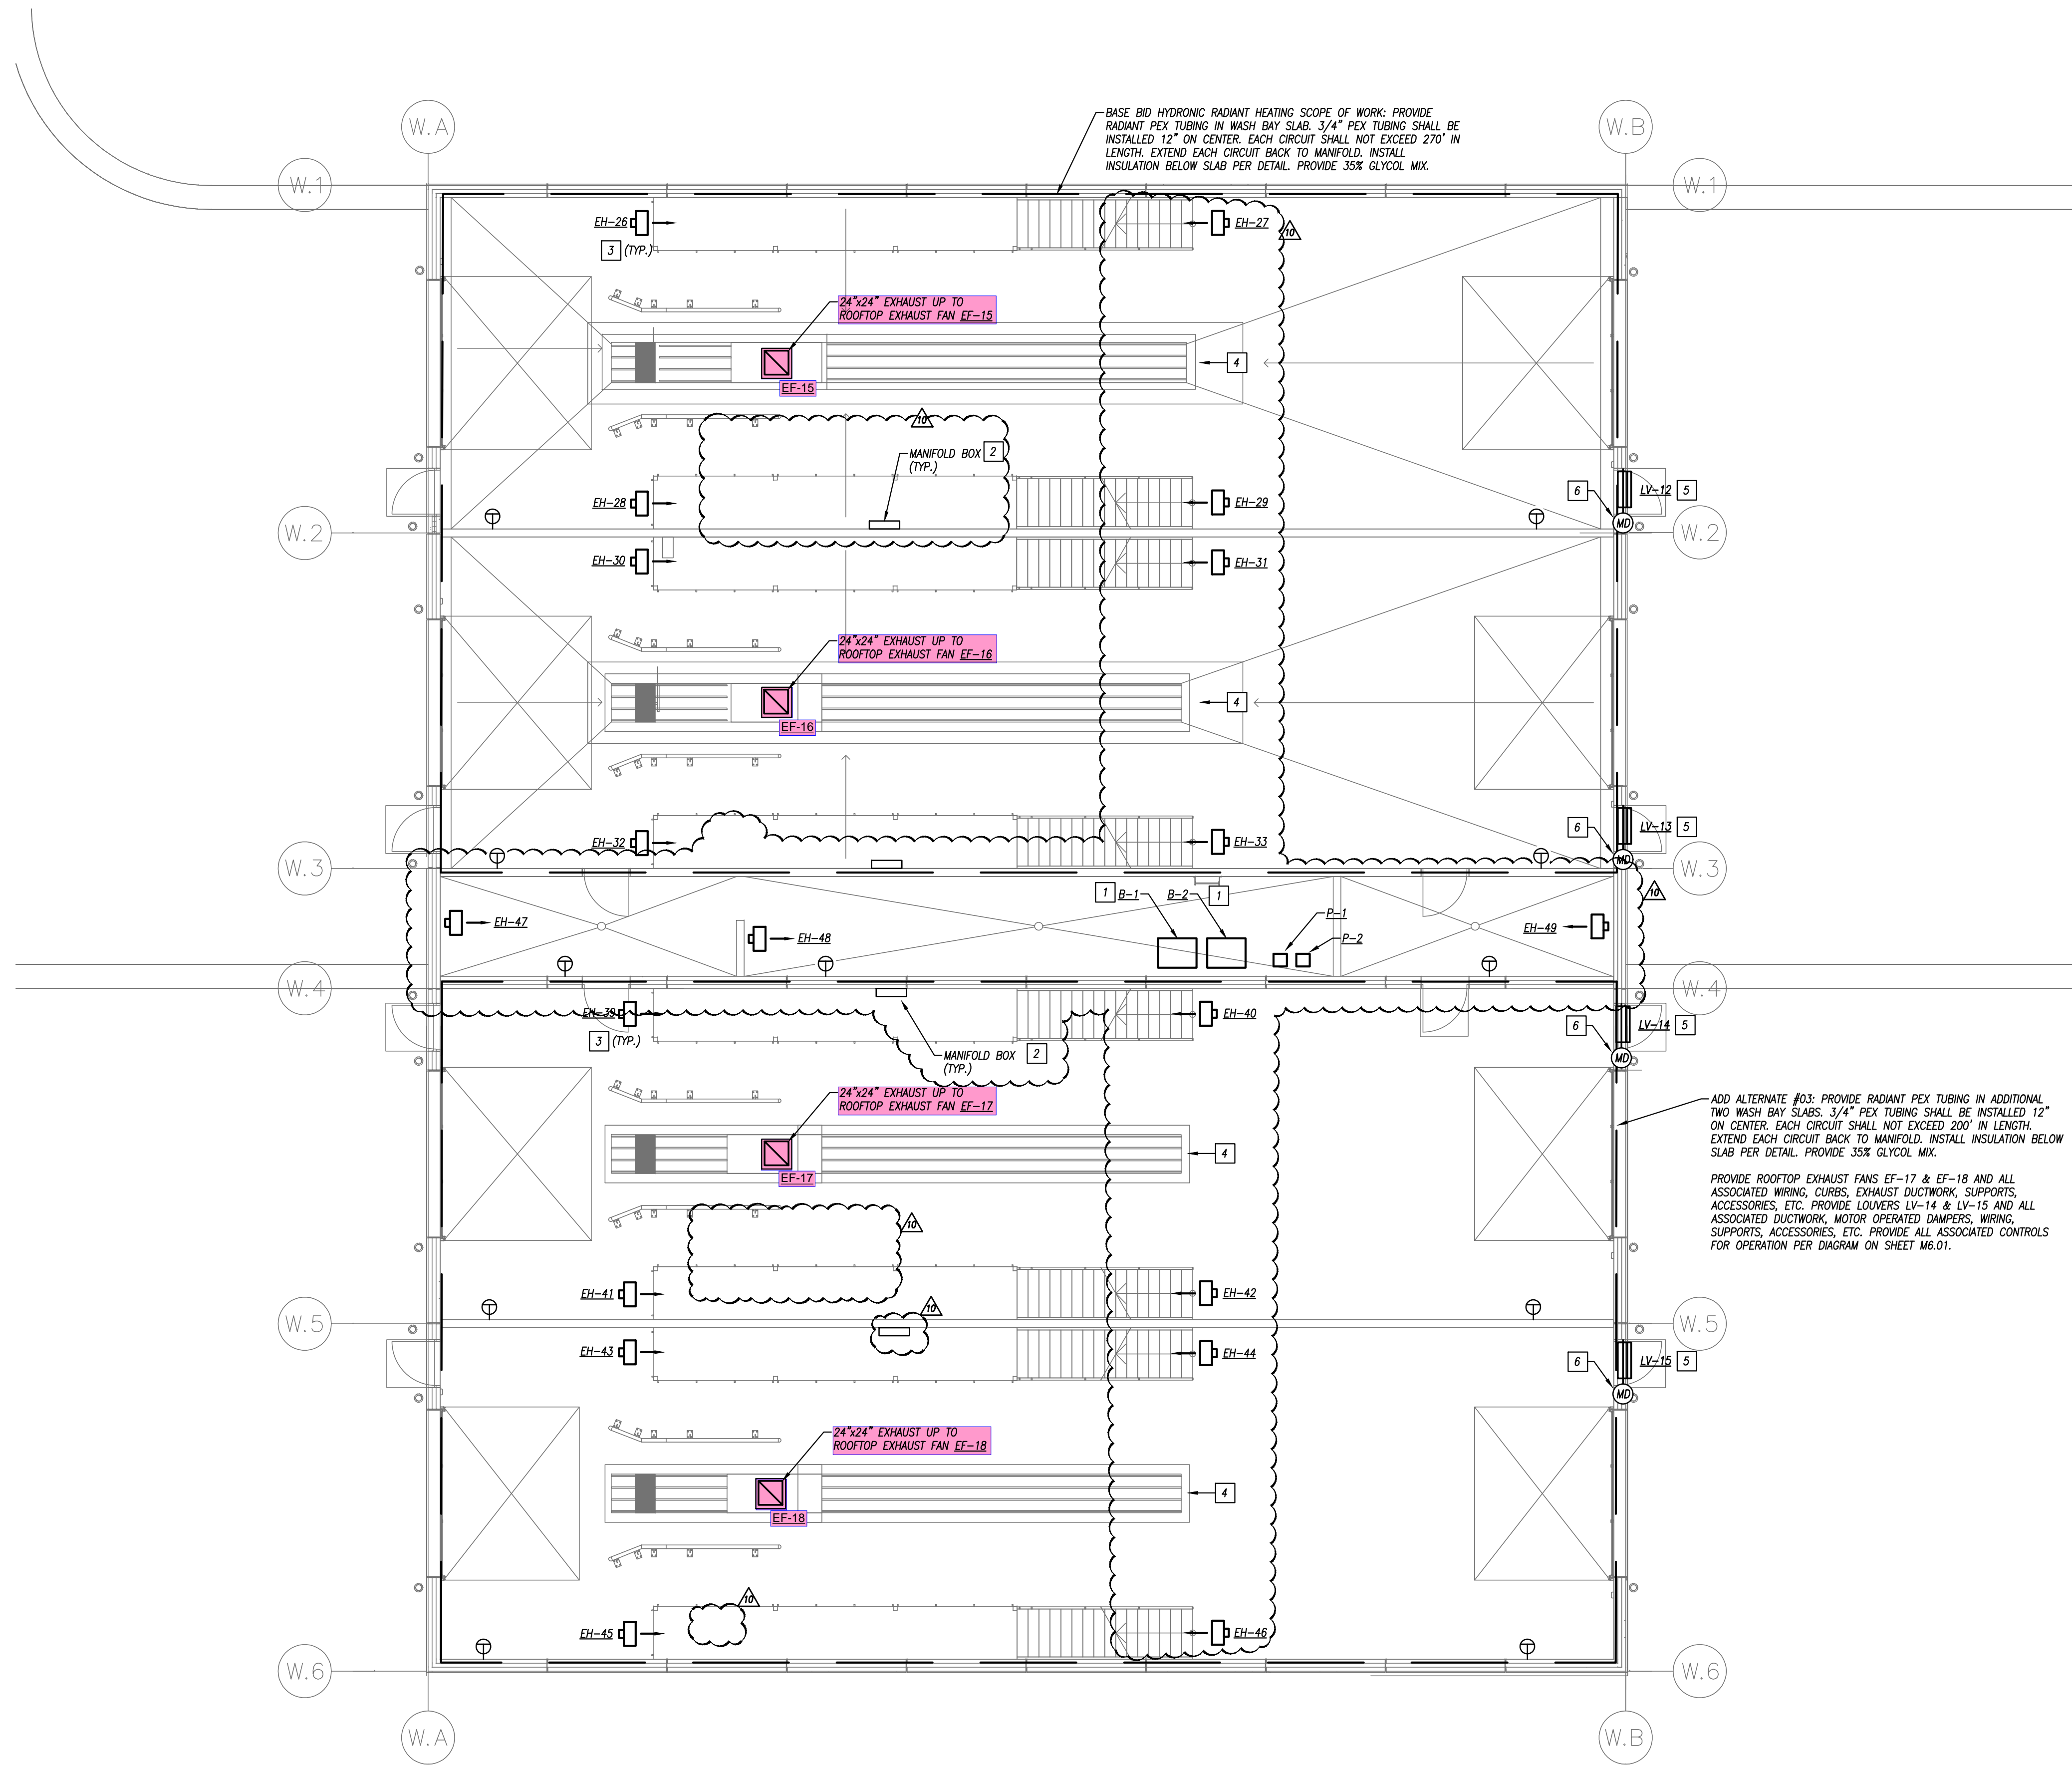 BASE BID HYDRONIC RADIANT HEATING SCOPE OF WORK: PROVIDE
RADIANT PEX TUBING IN WASH BAY SLAB. 3/4" PEX TUBING SHALL BE
INSTALLED 12" ON CENTER. EACH CIRCUIT SHALL NOT EXCEED 270' IN
LENGTH. EXTEND EACH CIRCUIT BACK TO MANIFOLD. INSTALL
INSULATION BELOW SLAB PER DETAIL. PROVIDE 35% GLYCOL MIX.
W.A
W.B
W.1
W.1
EH-26
EH-27
10
3 (TYP.)
24"x24" EXHAUST UP TO
ROOFTOP EXHAUST FAN EF-15
4
EF-15
10
MANIFOLD BOX 2
(TYP.)
EH-28
EH-29
6
LV-12 5
MD
W.2
W.2
EH-30
EH-31
24"x24" EXHAUST UP TO
ROOFTOP EXHAUST FAN EF-16
4
EF-16
EH-32
EH-33
6
LV-13 5
MD
W.3
W.3
1 B-1
B-2 1
10
P-1
P-2
EH-47
EH-48
EH-49
W.4
W.4
EH-39
EH-40
3 (TYP.)
6
LV-14 5
MD
MANIFOLD BOX 2
(TYP.)
24"x24" EXHAUST UP TO
ROOFTOP EXHAUST FAN EF-17
4
EF-17
ADD ALTERNATE #03: PROVIDE RADIANT PEX TUBING IN ADDITIONAL
TWO WASH BAY SLABS. 3/4" PEX TUBING SHALL BE INSTALLED 12"
ON CENTER. EACH CIRCUIT SHALL NOT EXCEED 200' IN LENGTH.
EXTEND EACH CIRCUIT BACK TO MANIFOLD. INSTALL INSULATION BELOW
SLAB PER DETAIL. PROVIDE 35% GLYCOL MIX.
PROVIDE ROOFTOP EXHAUST FANS EF-17 & EF-18 AND ALL
ASSOCIATED WIRING, CURBS, EXHAUST DUCTWORK, SUPPORTS,
ACCESSORIES, ETC. PROVIDE LOUVERS LV-14 & LV-15 AND ALL
ASSOCIATED DUCTWORK, MOTOR OPERATED DAMPERS, WIRING,
SUPPORTS, ACCESSORIES, ETC. PROVIDE ALL ASSOCIATED CONTROLS
FOR OPERATION PER DIAGRAM ON SHEET M6.01.
10
EH-41
EH-42
10
W.5
W.5
EH-43
EH-44
6
LV-15 5
MD
24"x24" EXHAUST UP TO
ROOFTOP EXHAUST FAN EF-18
4
EF-18
10
EH-45
EH-46
W.6
W.6
W.A
W.B